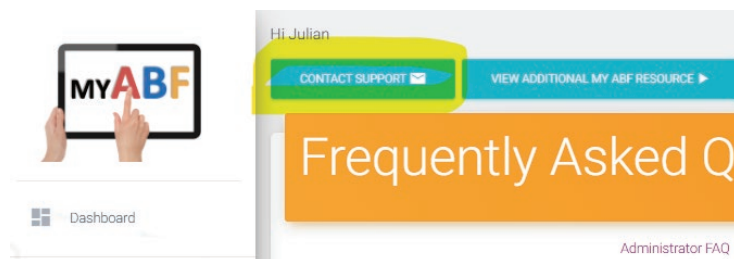 MYABF
Hi Julian
CONTACT SUPPORT
VIEW ADDITIONAL MY ABF RESOURCE
Frequently Asked Q
Dashboard
Administrator FAQ